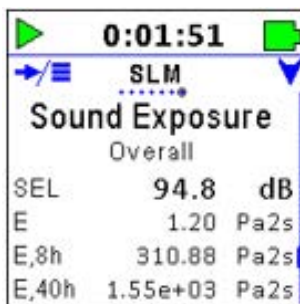 0:01:51
SLM
Sound Exposure
Overall
SEL 94.8 dB
E 1.20 Pa2s
E,8h 310.88 Pa2s
E,40h 1.55e+03 Pa2s